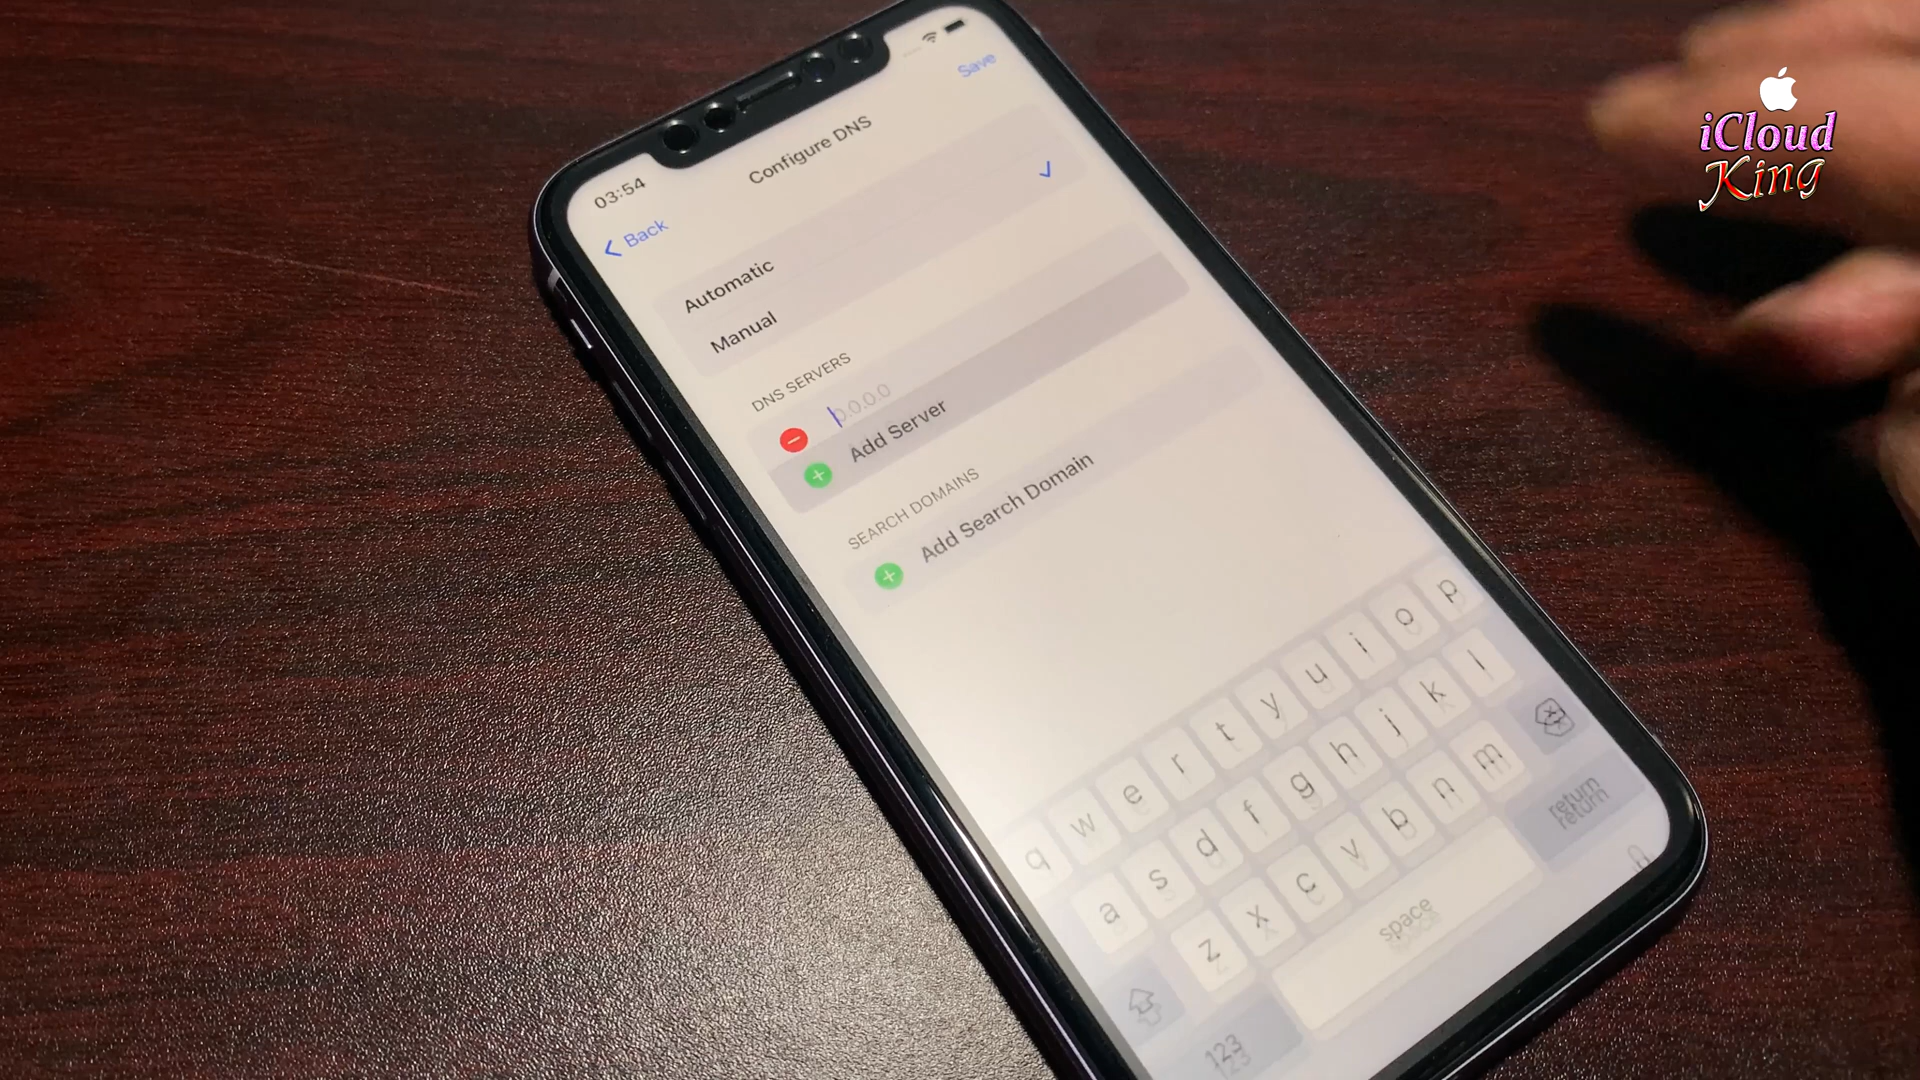 iCloud
King
03:54
Configure DNS
Save
Back
Automatic
Manual
DNS SERVERS
0.0.0.0
Add Server
SEARCH DOMAINS
Add Search Domain
q w e r t y u i o p
a s d f g h j k l
z x c v b n m
123
space
return